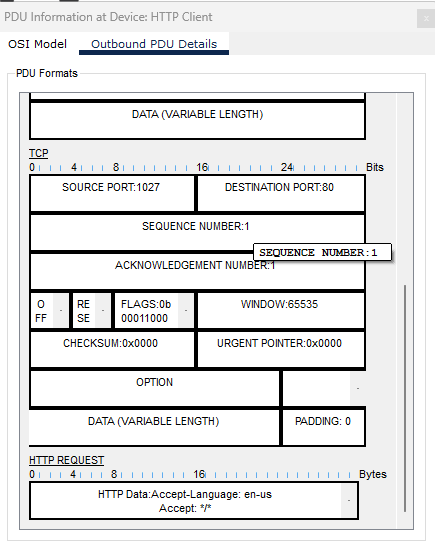 PDU Information at Device: HTTP Client
x
OSI Model Outbound PDU Details
PDU Formats
DATA (VARIABLE LENGTH)
TCP
0 4 8 16 24 Bits
SOURCE PORT:1027 DESTINATION PORT:80
SEQUENCE NUMBER:1
SEQUENCE NUMBER:1
ACKNOWLEDGEMENT NUMBER:1
O RE FLAGS:0b WINDOW:65535
FF SE 00011000
CHECKSUM:0x0000 URGENT POINTER:0x0000
OPTION
DATA (VARIABLE LENGTH) PADDING: 0
HTTP REQUEST
0 4 8 16 Bytes
HTTP Data:Accept-Language: en-us
Accept: */*